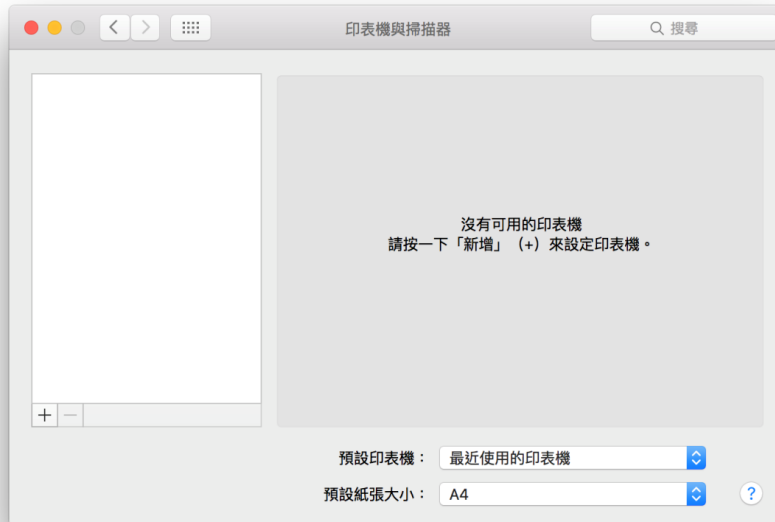 印表機與掃描器
搜尋
沒有可用的印表機
請按一下「新增」（+）來設定印表機。
預設印表機： 最近使用的印表機
預設紙張大小： A4